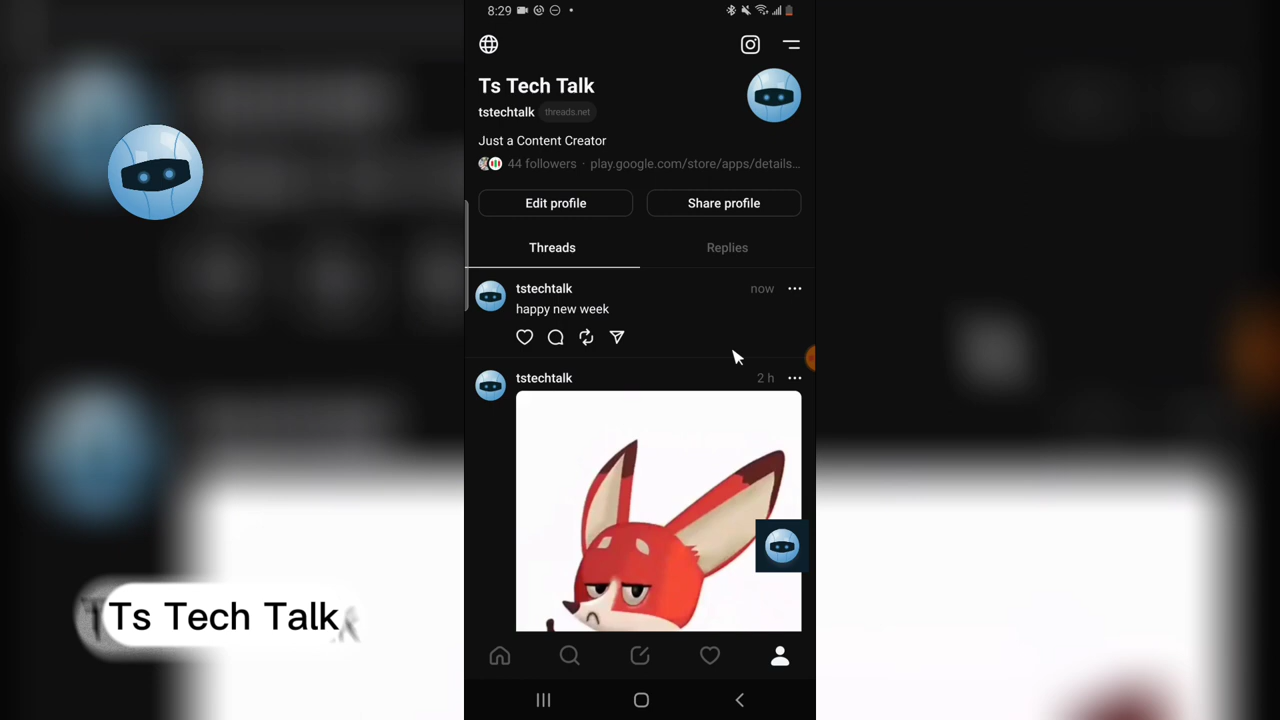 8:29
Ts Tech Talk
tstechtalk threads.net
Just a Content Creator
44 followers · play.google.com/store/apps/details...
Edit profile
Share profile
Threads
Replies
tstechtalk now
happy new week
tstechtalk 2 h
Ts Tech Talk